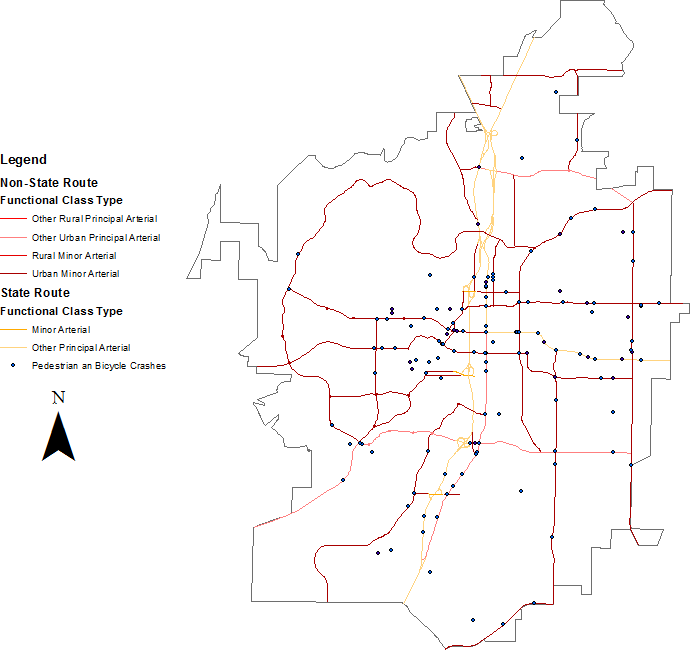 Legend
Non-State Route
Functional Class Type
Other Rural Principal Arterial
Other Urban Principal Arterial
Rural Minor Arterial
Urban Minor Arterial
State Route
Functional Class Type
Minor Arterial
Other Principal Arterial
Pedestrian an Bicycle Crashes
N